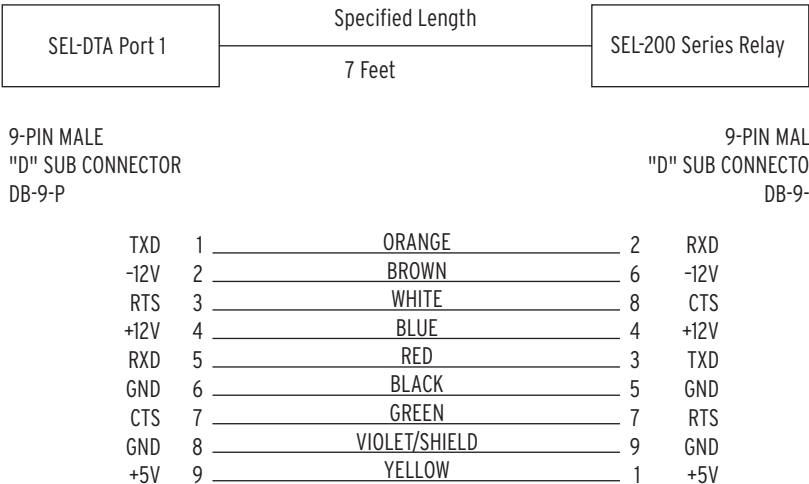 Specified Length
SEL-DTA Port 1
SEL-200 Series Relay
7 Feet
9-PIN MALE 9-PIN MAL
"D" SUB CONNECTOR "D" SUB CONNECTO
DB-9-P DB-9-
TXD 1 ORANGE 2 RXD
-12V 2 BROWN 6 -12V
RTS 3 WHITE 8 CTS
+12V 4 BLUE 4 +12V
RXD 5 RED 3 TXD
GND 6 BLACK 5 GND
CTS 7 GREEN 7 RTS
GND 8 VIOLET/SHIELD 9 GND
+5V 9 YELLOW 1 +5V